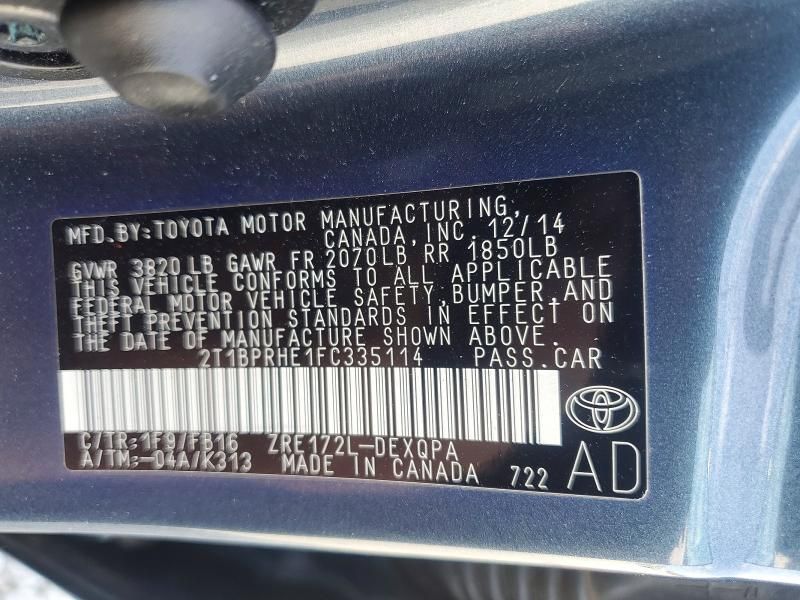 MFD. BY: TOYOTA MOTOR MANUFACTURING,
CANADA, INC. 12/14
GVWR 3820 LB GAWR FR 2070LB, RR 1850LB
THIS VEHICLE CONFORMS TO ALL APPLICABLE
FEDERAL MOTOR VEHICLE SAFETY, BUMPER, AND
THEFT PREVENTION STANDARDS IN EFFECT ON
THE DATE OF MANUFACTURE SHOWN ABOVE.
2T1BPRHE1FC335114 PASS.CAR
C/TR: 1F9/FB16 ZRE172L-DEXQPA
A/TM:-04A/K313 MADE IN CANADA 722
AD